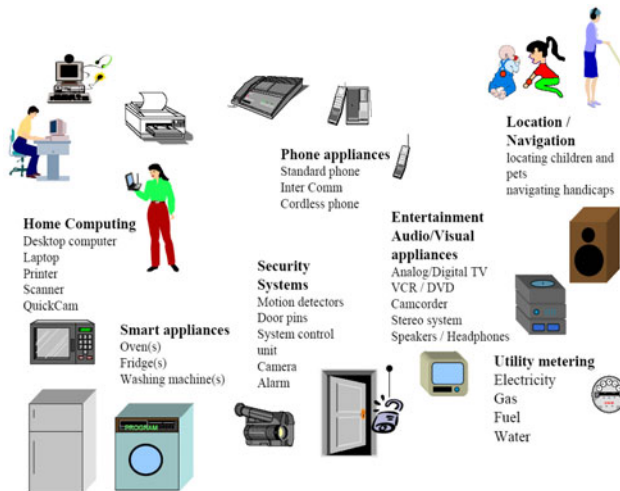 Location /
Navigation
locating children and
pets
navigating handicaps
Phone appliances
Standard phone
Inter Comm
Cordless phone
Home Computing
Desktop computer
Laptop
Printer
Scanner
QuickCam
Entertainment
Audio/Visual
appliances
Analog/Digital TV
VCR / DVD
Camcorder
Stereo system
Speakers / Headphones
Security
Systems
Motion detectors
Door pins
System control
unit
Camera
Alarm
Smart appliances
Oven(s)
Fridge(s)
Washing machine(s)
Utility metering
Electricity
Gas
Fuel
Water
PROGRAM